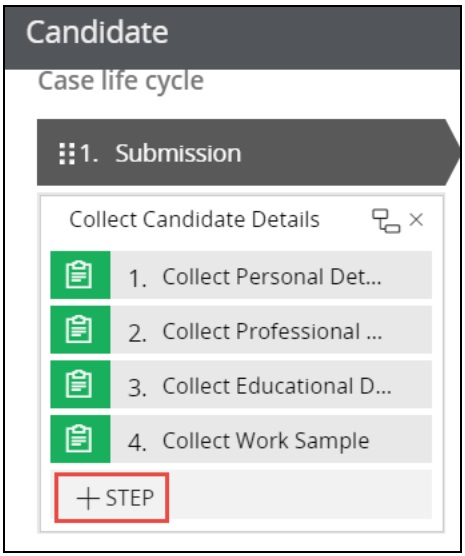 Candidate
Case life cycle
1. Submission
Collect Candidate Details
1. Collect Personal Det...
2. Collect Professional ...
3. Collect Educational D...
4. Collect Work Sample
+ STEP